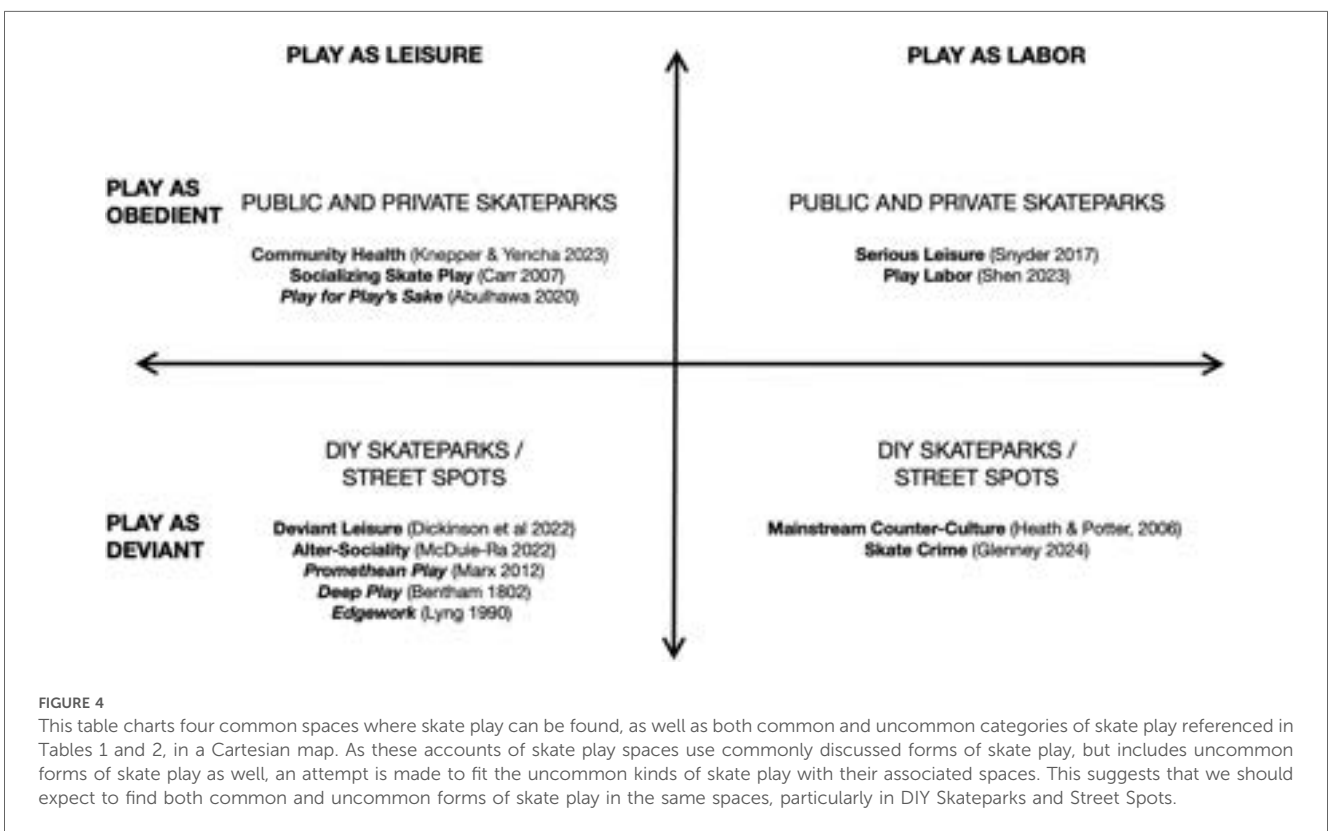 PLAY AS LEISURE
PLAY AS LABOR
PLAY AS
OBEDIENT
PUBLIC AND PRIVATE SKATEPARKS
Community Health (Knepper & Yencha 2023)
Socializing Skate Play (Carr 2007)
Play for Play's Sake (Abulhawa 2020)
PUBLIC AND PRIVATE SKATEPARKS
Serious Leisure (Snyder 2017)
Play Labor (Shen 2023)
PLAY AS
DEVIANT
DIY SKATEPARKS /
STREET SPOTS
Deviant Leisure (Dickinson et al 2022)
Alter-Sociality (McDuie-Ra 2022)
Promethean Play (Marx 2012)
Deep Play (Bentham 1802)
Edgework (Lyng 1990)
DIY SKATEPARKS /
STREET SPOTS
Mainstream Counter-Culture (Heath & Potter, 2006)
Skate Crime (Glenney 2024)
FIGURE 4
This table charts four common spaces where skate play can be found, as well as both common and uncommon categories of skate play referenced in
Tables 1 and 2, in a Cartesian map. As these accounts of skate play spaces use commonly discussed forms of skate play, but includes uncommon
forms of skate play as well, an attempt is made to fit the uncommon kinds of skate play with their associated spaces. This suggests that we should
expect to find both common and uncommon forms of skate play in the same spaces, particularly in DIY Skateparks and Street Spots.